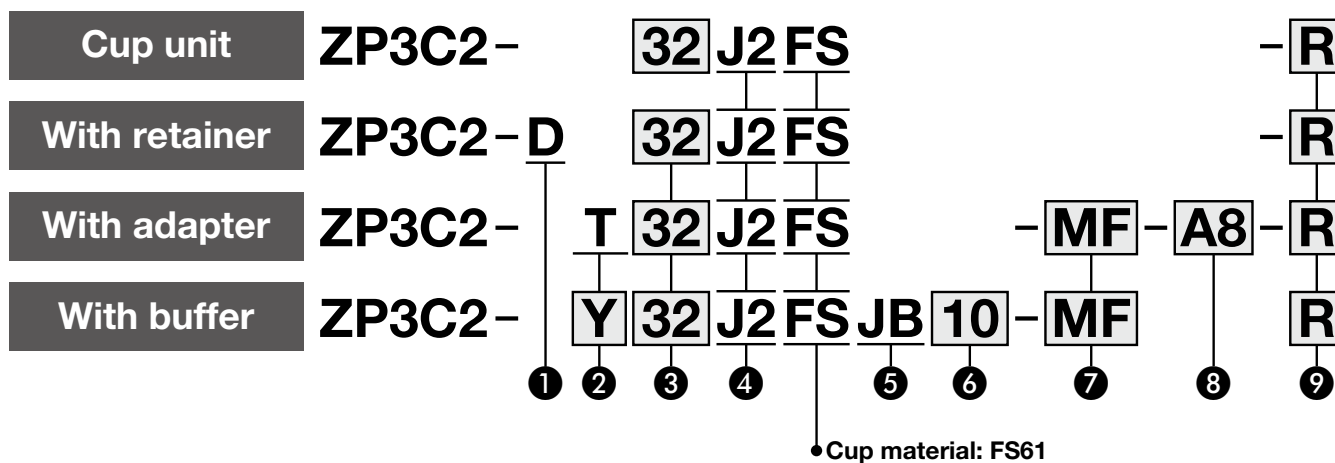 Cup unit ZP3C2- 32 J2 FS -R
With retainer ZP3C2-D 32 J2 FS -R
With adapter ZP3C2- T 32 J2 FS -MF-A8-R
With buffer ZP3C2- Y 32 J2 FS JB 10 -MF R
❶ ❷ ❸ ❹ ❺ ❻ ❼ ❽ ❾
Cup material: FS61